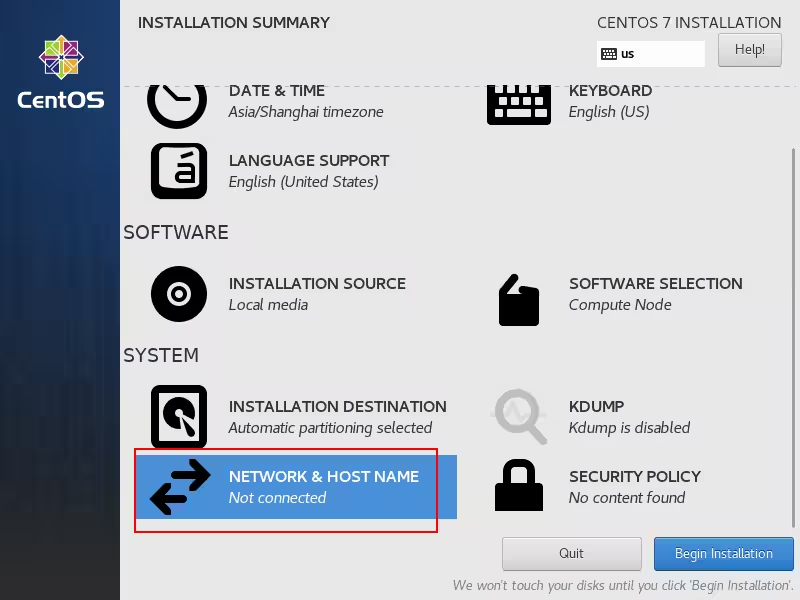 INSTALLATION SUMMARY
CENTOS 7 INSTALLATION
us
Help!
CentOS
DATE & TIME
Asia/Shanghai timezone
KEYBOARD
English (US)
LANGUAGE SUPPORT
English (United States)
SOFTWARE
INSTALLATION SOURCE
Local media
SOFTWARE SELECTION
Compute Node
SYSTEM
INSTALLATION DESTINATION
Automatic partitioning selected
KDUMP
Kdump is disabled
NETWORK & HOST NAME
Not connected
SECURITY POLICY
No content found
Quit
Begin Installation
We won't touch your disks until you click 'Begin Installation'.